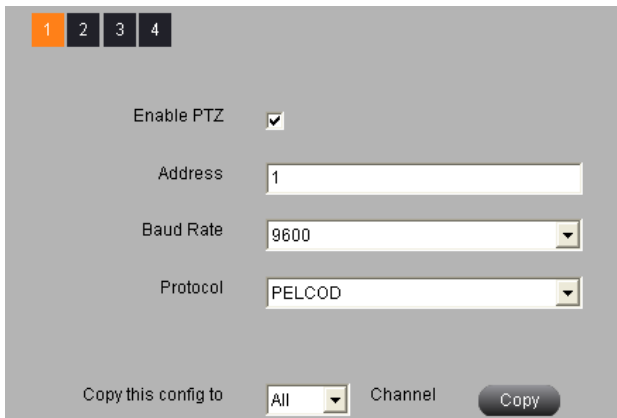 1 2 3 4
Enable PTZ
Address 1
Baud Rate 9600
Protocol PELCOD
Copy this config to All Channel Copy